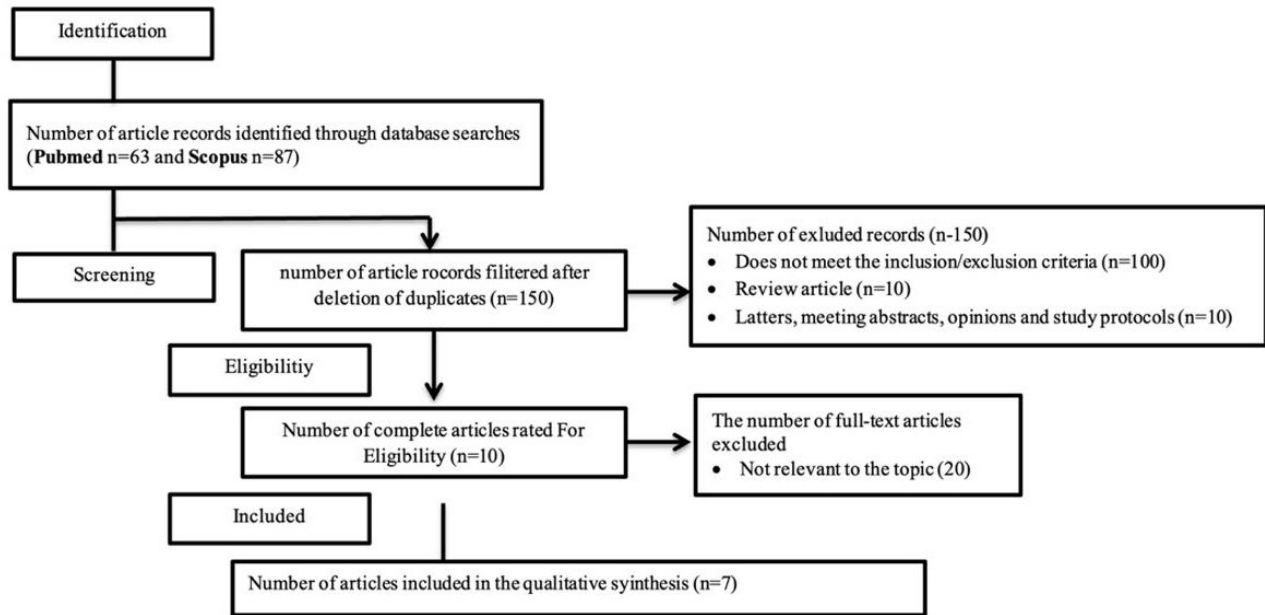 Identification
Number of article records identified through database searches
(Pubmed n=63 and Scopus n=87)
Screening
number of article rocords filitered after
deletion of duplicates (n=150)
Number of exluded records (n-150)
• Does not meet the inclusion/exclusion criteria (n=100)
• Review article (n=10)
• Latters, meeting abstracts, opinions and study protocols (n=10)
Eligibilitiy
Number of complete articles rated For
Eligibility (n=10)
The number of full-text articles
excluded
• Not relevant to the topic (20)
Included
Number of articles included in the qualitative syinthesis (n=7)